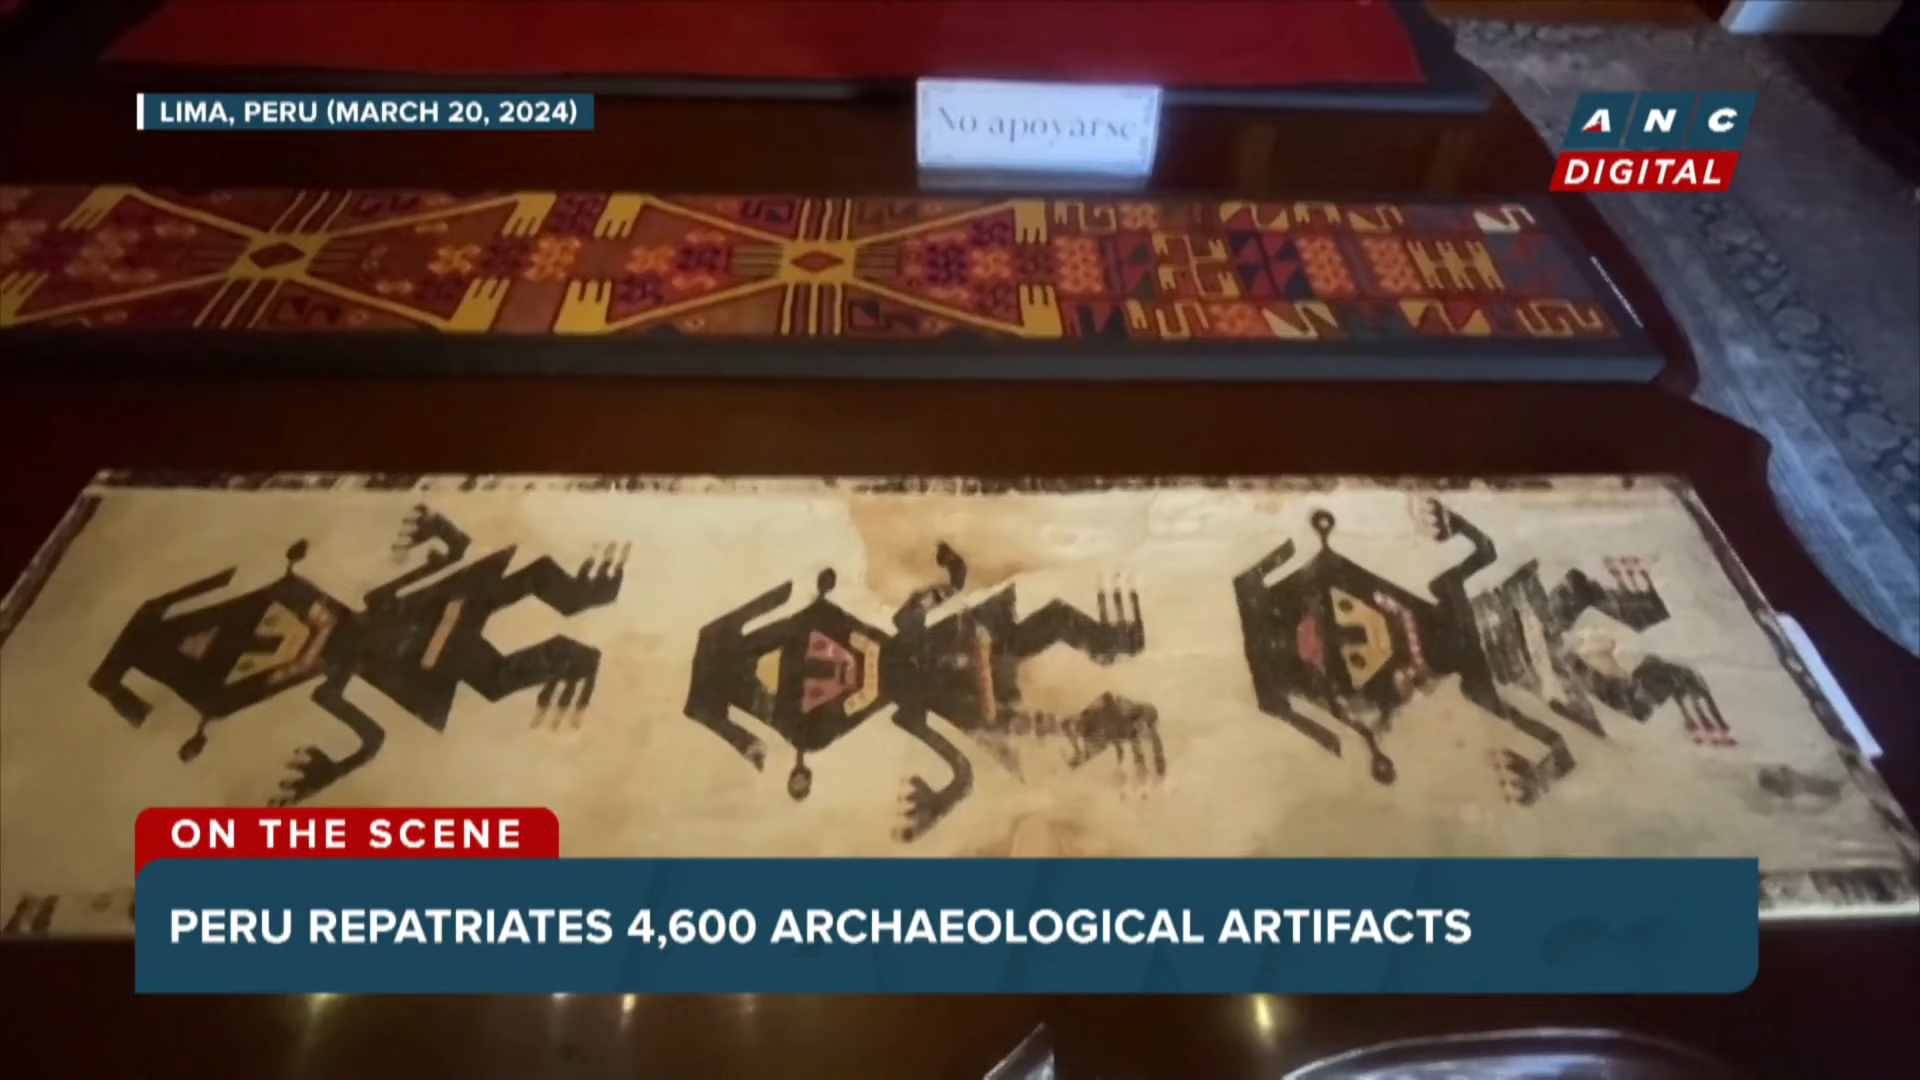 LIMA, PERU (MARCH 20, 2024)
No apoyarse
ANC
DIGITAL
ON THE SCENE
PERU REPATRIATES 4,600 ARCHAEOLOGICAL ARTIFACTS